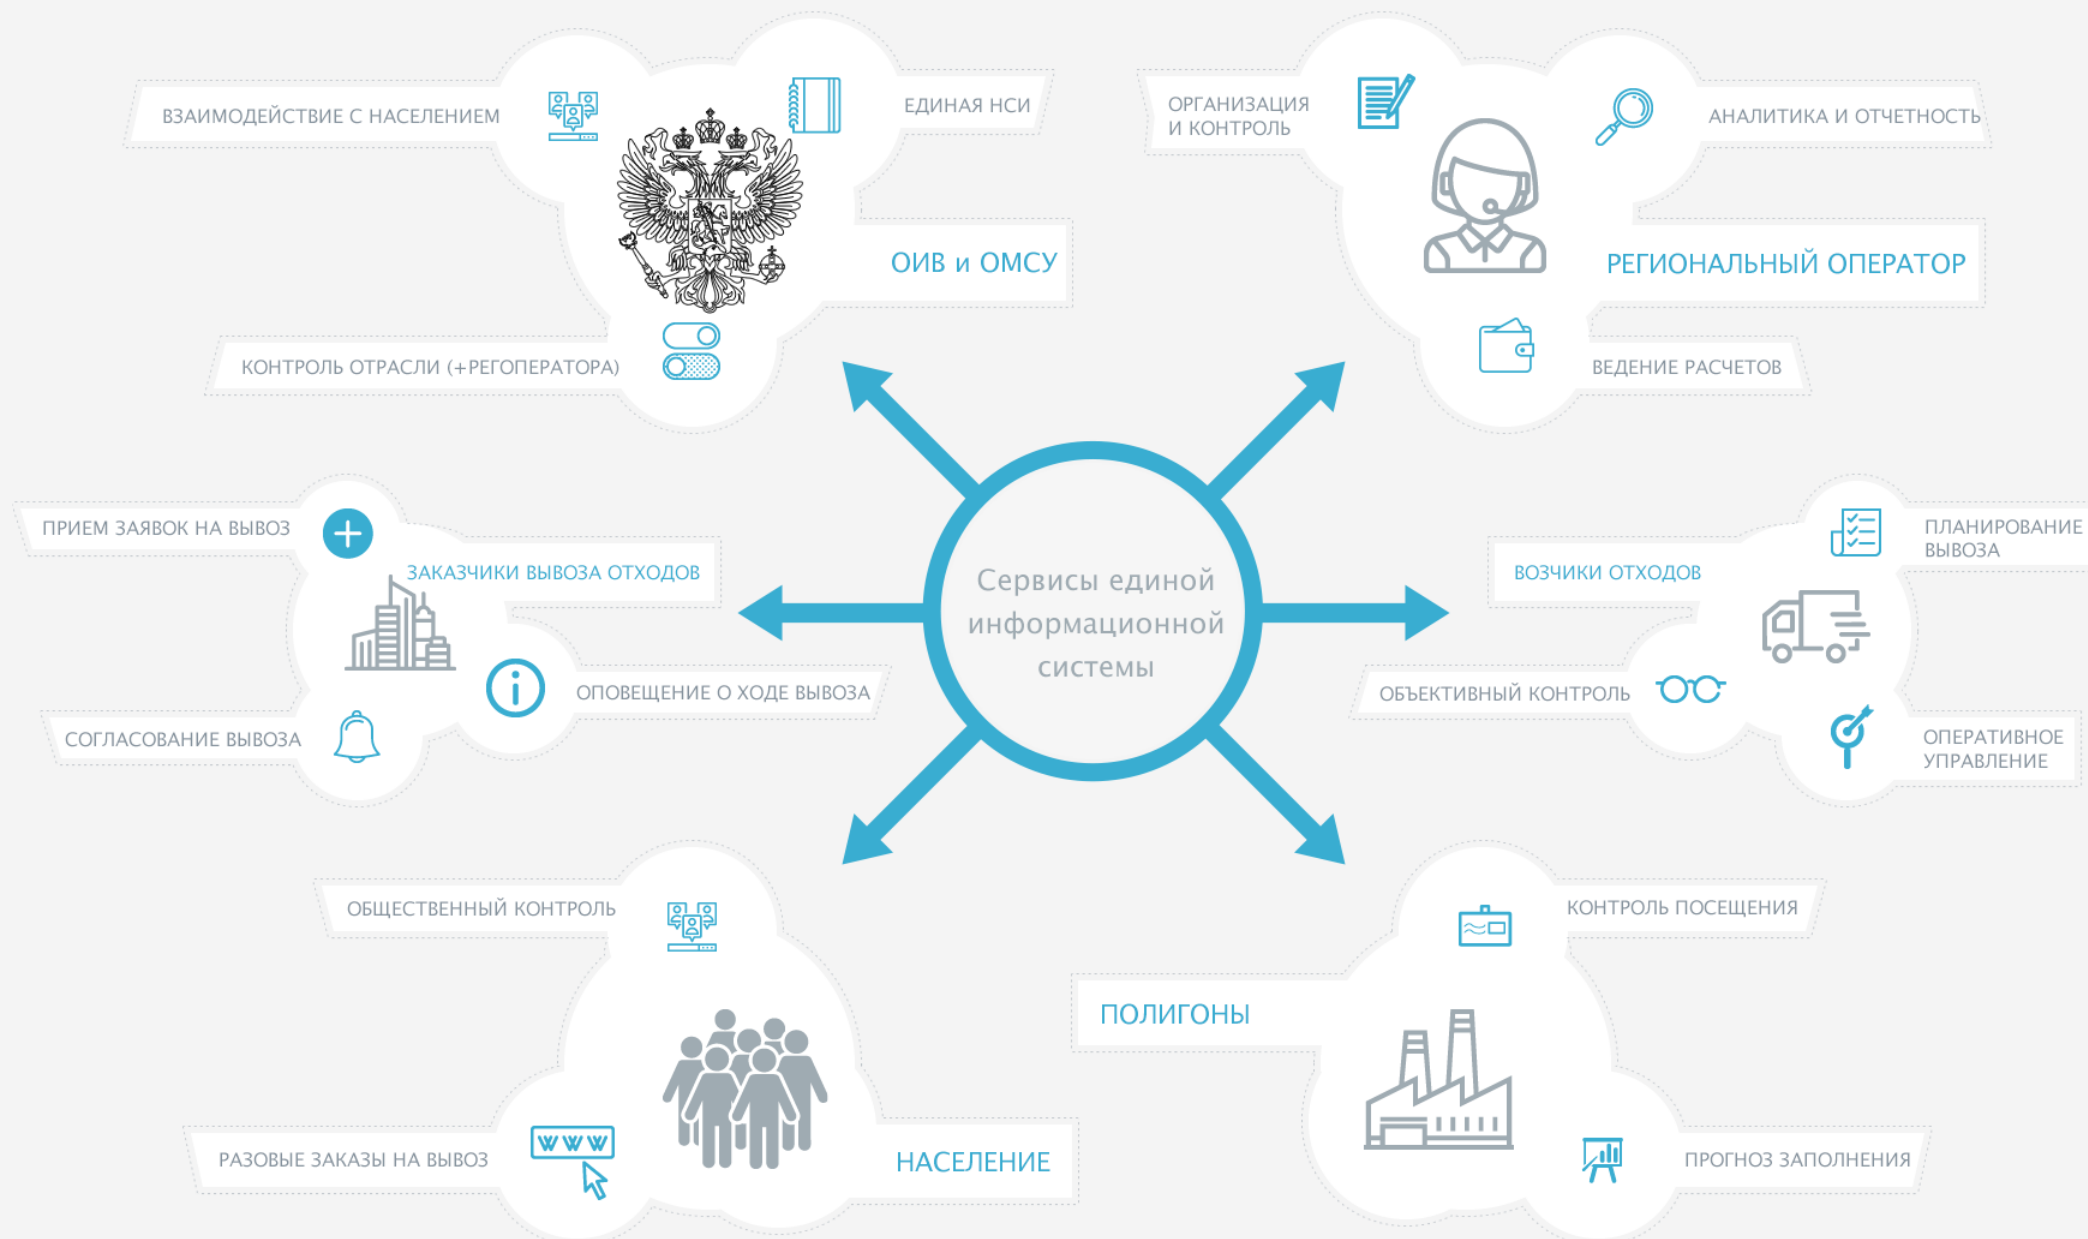 ВЗАИМОДЕЙСТВИЕ С НАСЕЛЕНИЕМ
ЕДИНАЯ НСИ
ОИВ и ОМСУ
КОНТРОЛЬ ОТРАСЛИ (+РЕГОПЕРАТОРА)
ОРГАНИЗАЦИЯ
И КОНТРОЛЬ
АНАЛИТИКА И ОТЧЕТНОСТЬ
РЕГИОНАЛЬНЫЙ ОПЕРАТОР
ВЕДЕНИЕ РАСЧЕТОВ
ПРИЕМ ЗАЯВОК НА ВЫВОЗ
ЗАКАЗЧИКИ ВЫВОЗА ОТХОДОВ
ОПОВЕЩЕНИЕ О ХОДЕ ВЫВОЗА
СОГЛАСОВАНИЕ ВЫВОЗА
Сервисы единой
информационной
системы
ПЛАНИРОВАНИЕ
ВЫВОЗА
ВОЗЧИКИ ОТХОДОВ
ОБЪЕКТИВНЫЙ КОНТРОЛЬ
ОПЕРАТИВНОЕ
УПРАВЛЕНИЕ
ОБЩЕСТВЕННЫЙ КОНТРОЛЬ
РАЗОВЫЕ ЗАКАЗЫ НА ВЫВОЗ
WWW
НАСЕЛЕНИЕ
КОНТРОЛЬ ПОСЕЩЕНИЯ
ПОЛИГОНЫ
ПРОГНОЗ ЗАПОЛНЕНИЯ